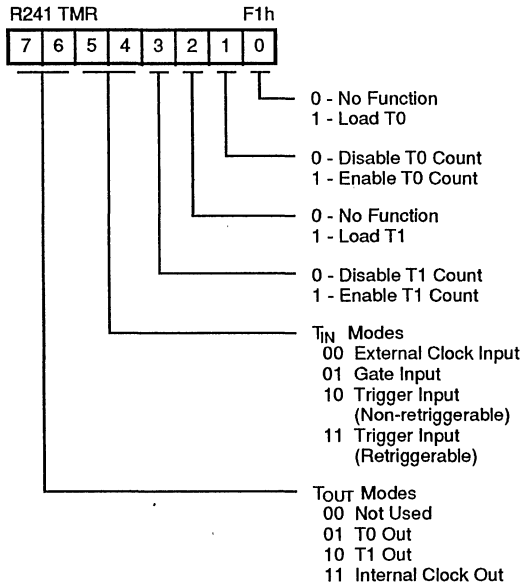 R241 TMR F1h
7 6 5 4 3 2 1 0
0 - No Function
1 - Load T0
0 - Disable T0 Count
1 - Enable T0 Count
0 - No Function
1 - Load T1
0 - Disable T1 Count
1 - Enable T1 Count
TIN Modes
00 External Clock Input
01 Gate Input
10 Trigger Input
(Non-retriggerable)
11 Trigger Input
(Retriggerable)
TOUT Modes
00 Not Used
01 T0 Out
10 T1 Out
11 Internal Clock Out